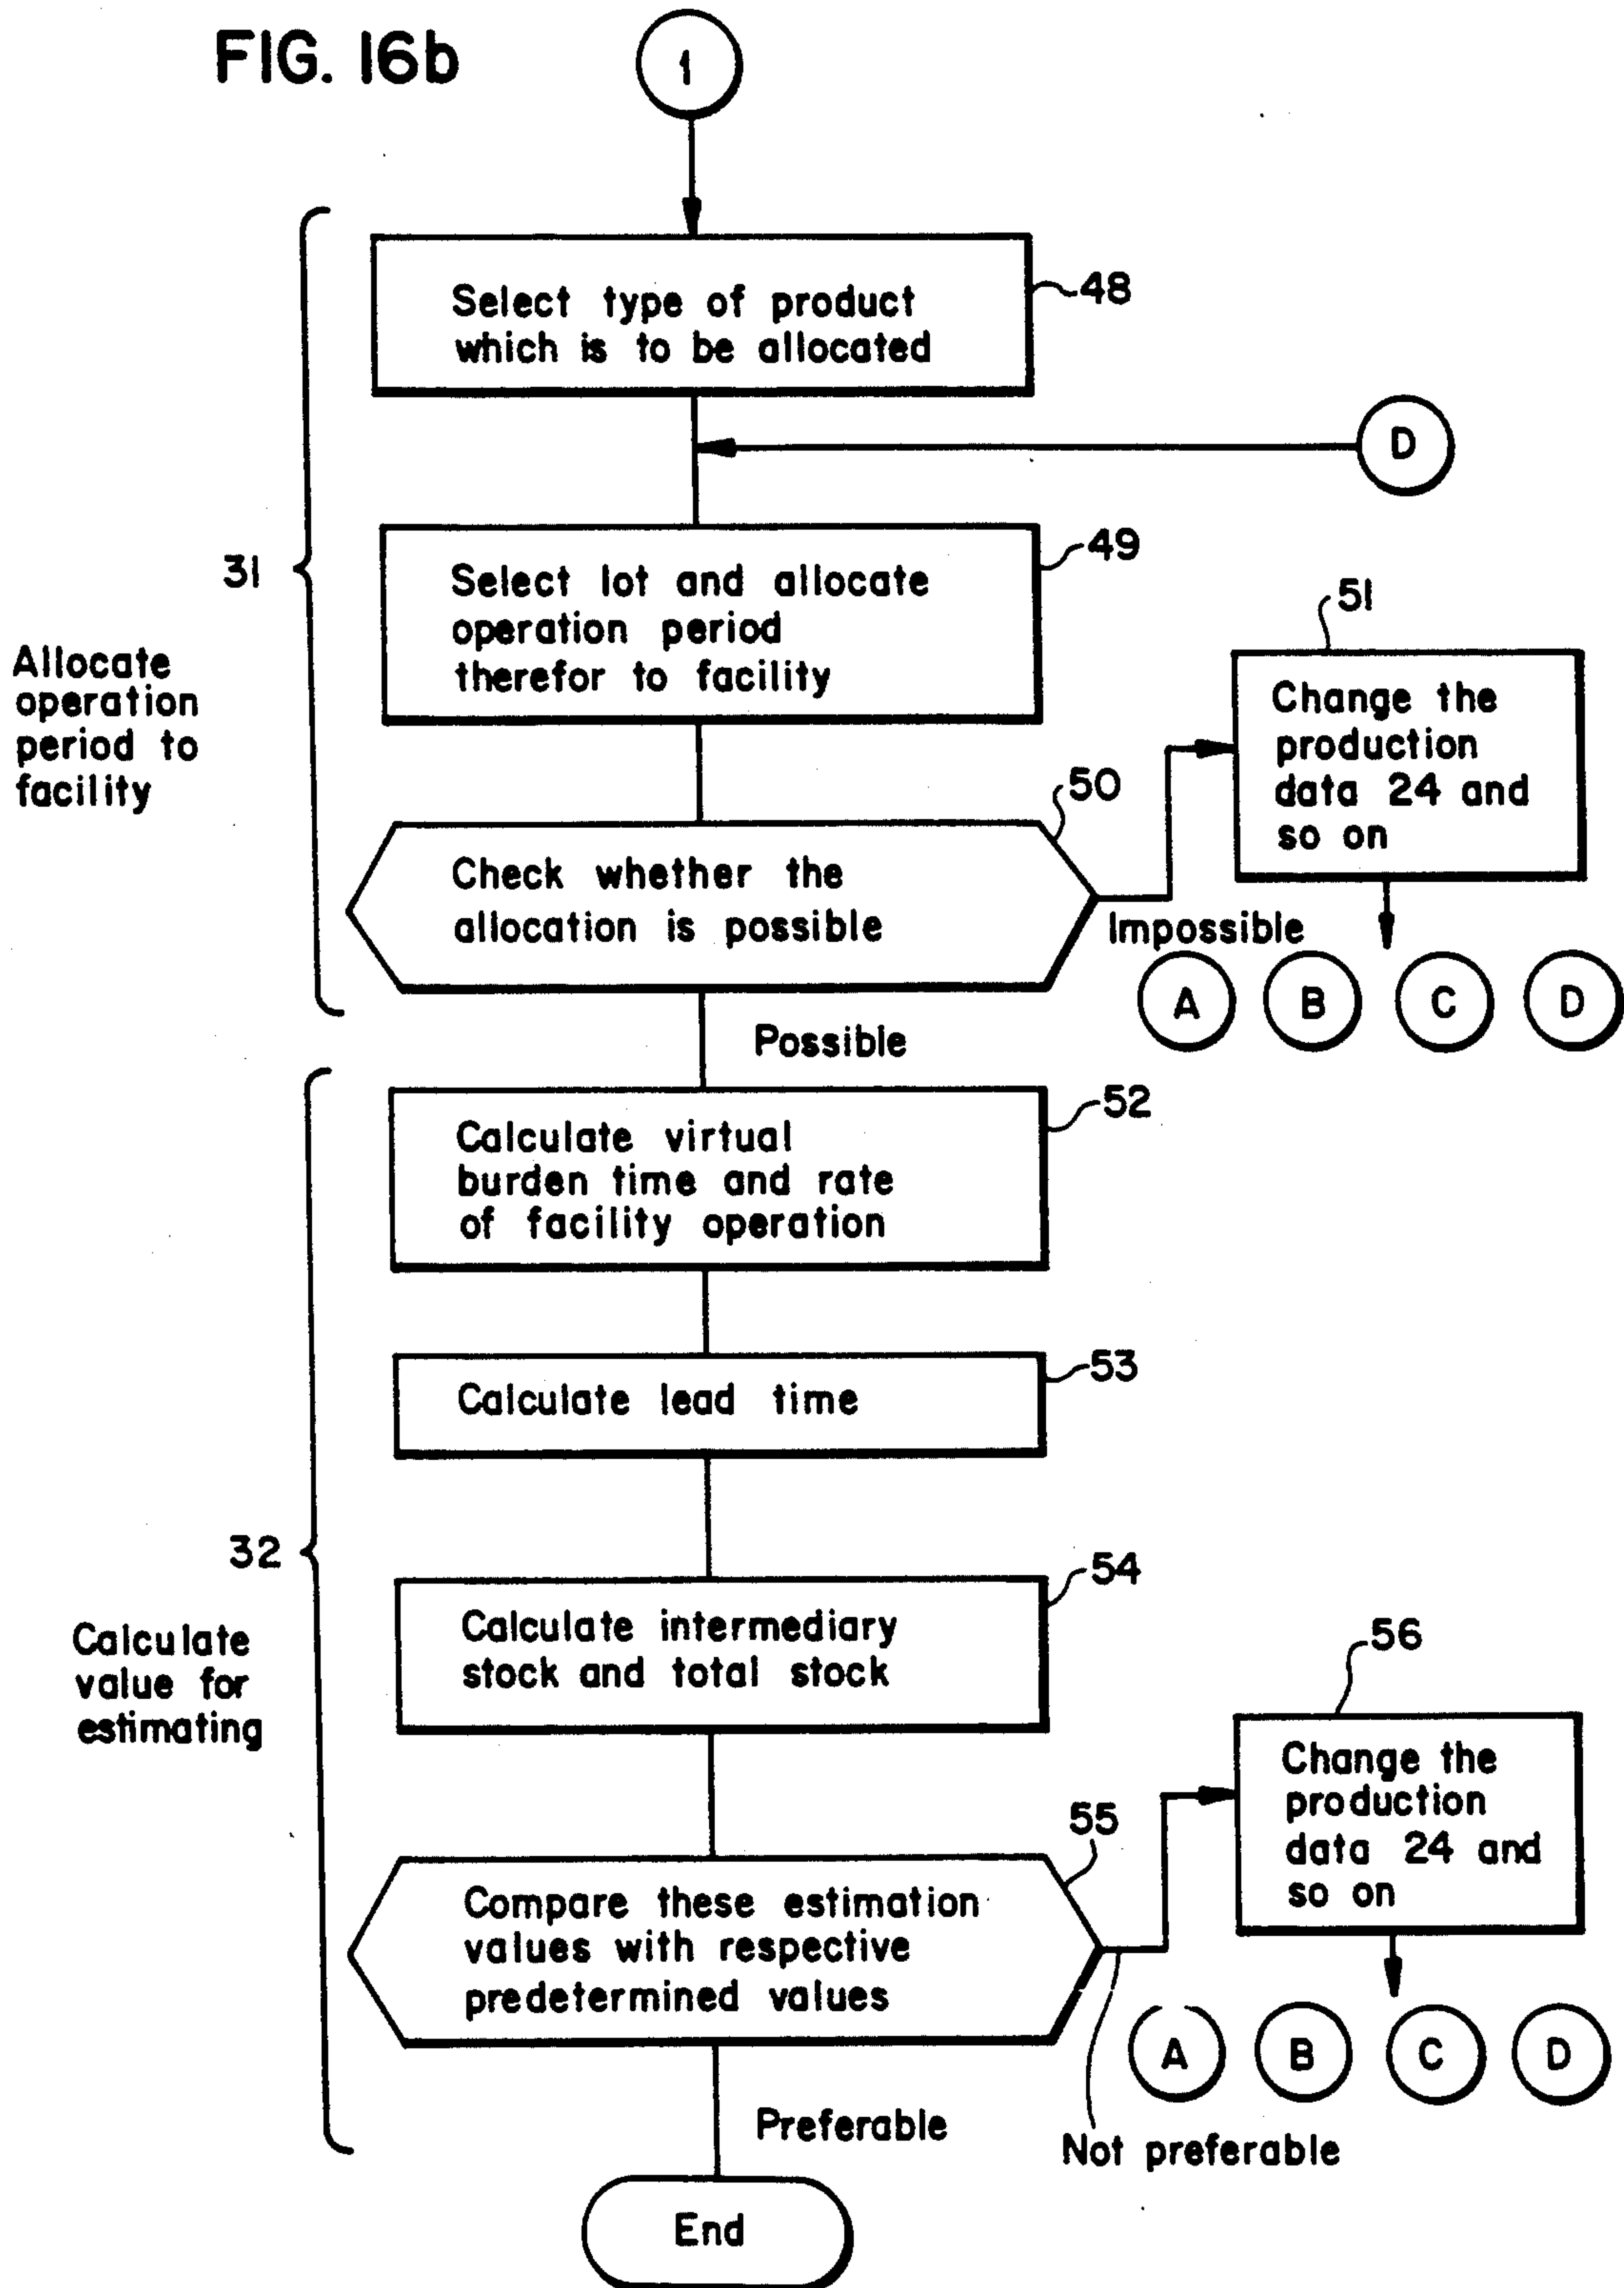 FIG. 16b
1
Select type of product
which is to be allocated
48
D
Select lot and allocate
operation period
therefor to facility
49
31
Allocate
operation
period to
facility
51
Change the
production
data 24 and
so on
50
Check whether the
allocation is possible
Impossible
A B C D
Possible
52
Calculate virtual
burden time and rate
of facility operation
53
Calculate lead time
32
Calculate
value for
estimating
54
Calculate intermediary
stock and total stock
56
Change the
production
data 24 and
so on
55
Compare these estimation
values with respective
predetermined values
A B C D
Preferable
Not preferable
End